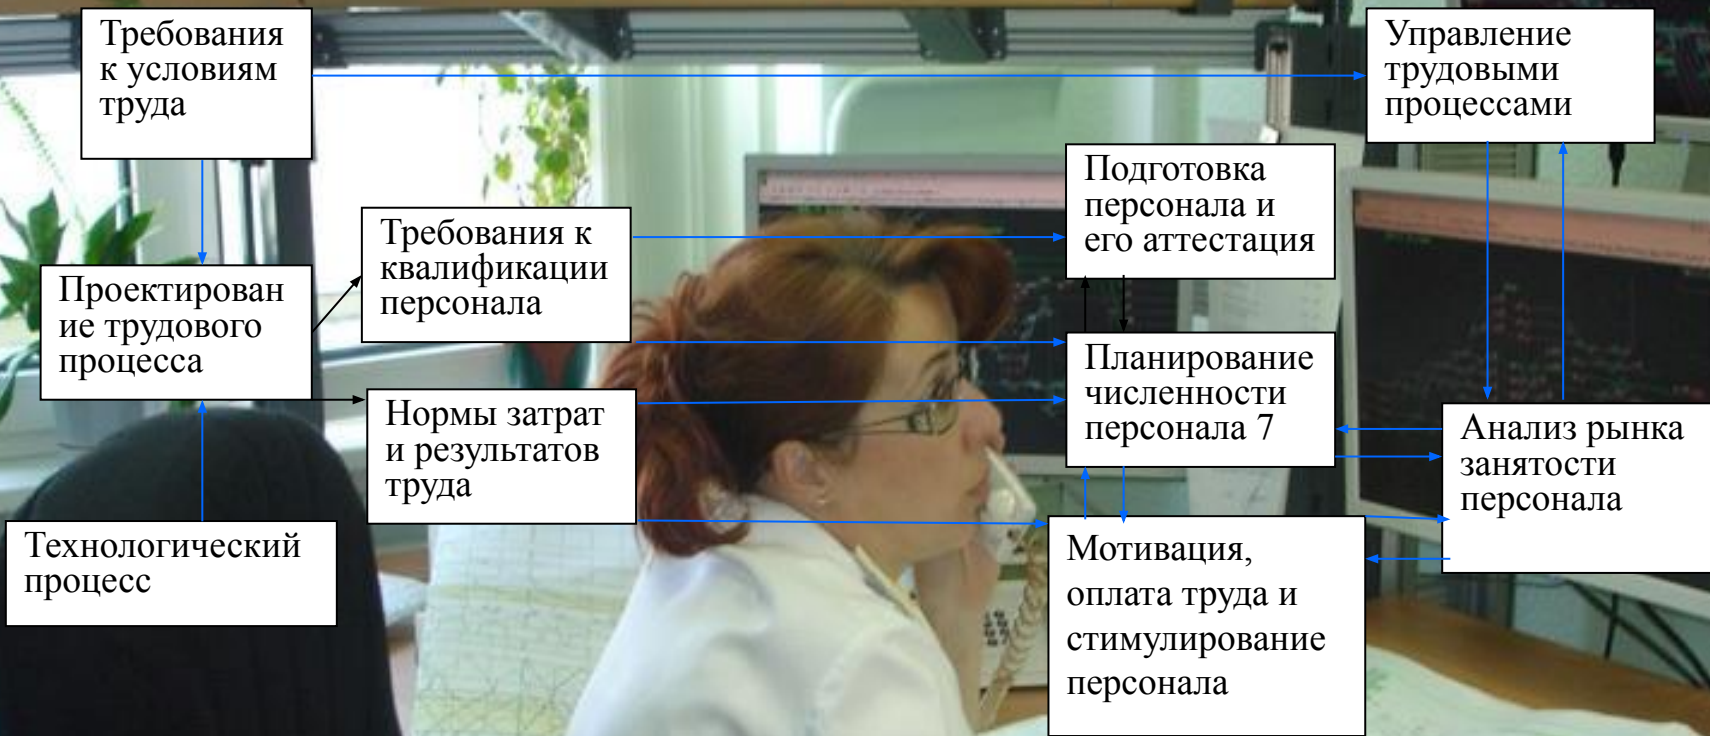 Требования
к условиям
труда
Управление
трудовыми
процессами
Подготовка
персонала и
его аттестация
Требования к
квалификации
персонала
Проектирован
ие трудового
процесса
Планирование
численности
персонала 7
Нормы затрат
и результатов
труда
Анализ рынка
занятости
персонала
Технологический
процесс
Мотивация,
оплата труда и
стимулирование
персонала